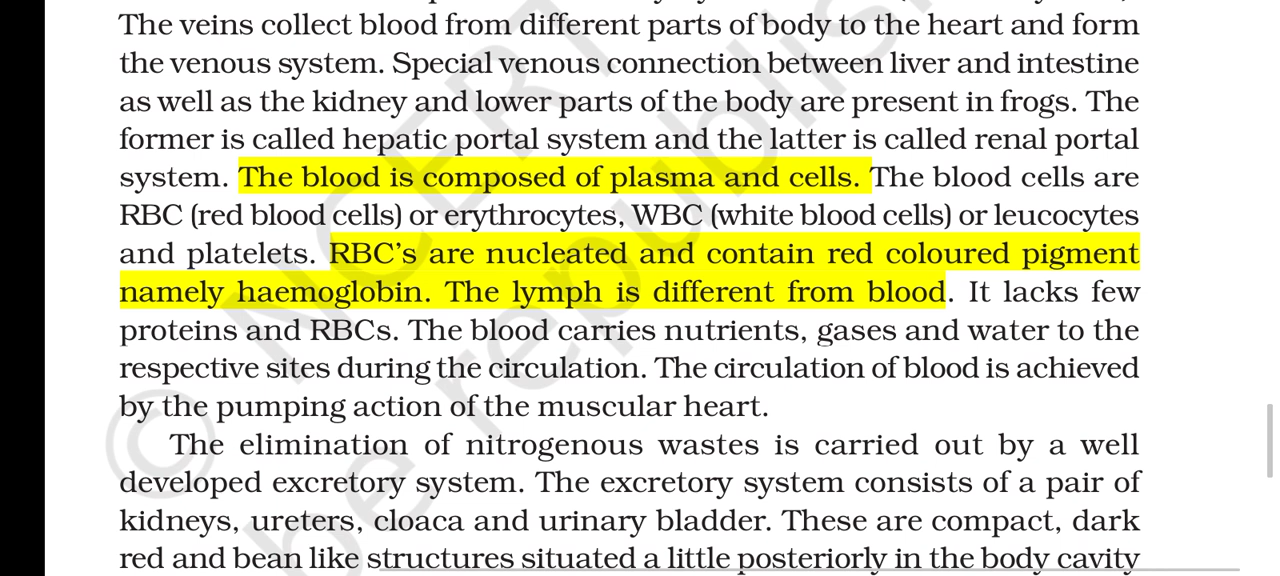 The veins collect blood from different parts of body to the heart and form
the venous system. Special venous connection between liver and intestine
as well as the kidney and lower parts of the body are present in frogs. The
former is called hepatic portal system and the latter is called renal portal
system. The blood is composed of plasma and cells. The blood cells are
RBC (red blood cells) or erythrocytes, WBC (white blood cells) or leucocytes
and platelets. RBC’s are nucleated and contain red coloured pigment
namely haemoglobin. The lymph is different from blood. It lacks few
proteins and RBCs. The blood carries nutrients, gases and water to the
respective sites during the circulation. The circulation of blood is achieved
by the pumping action of the muscular heart.
The elimination of nitrogenous wastes is carried out by a well
developed excretory system. The excretory system consists of a pair of
kidneys, ureters, cloaca and urinary bladder. These are compact, dark
red and bean like structures situated a little posteriorly in the body cavity
© NCERT
be republis